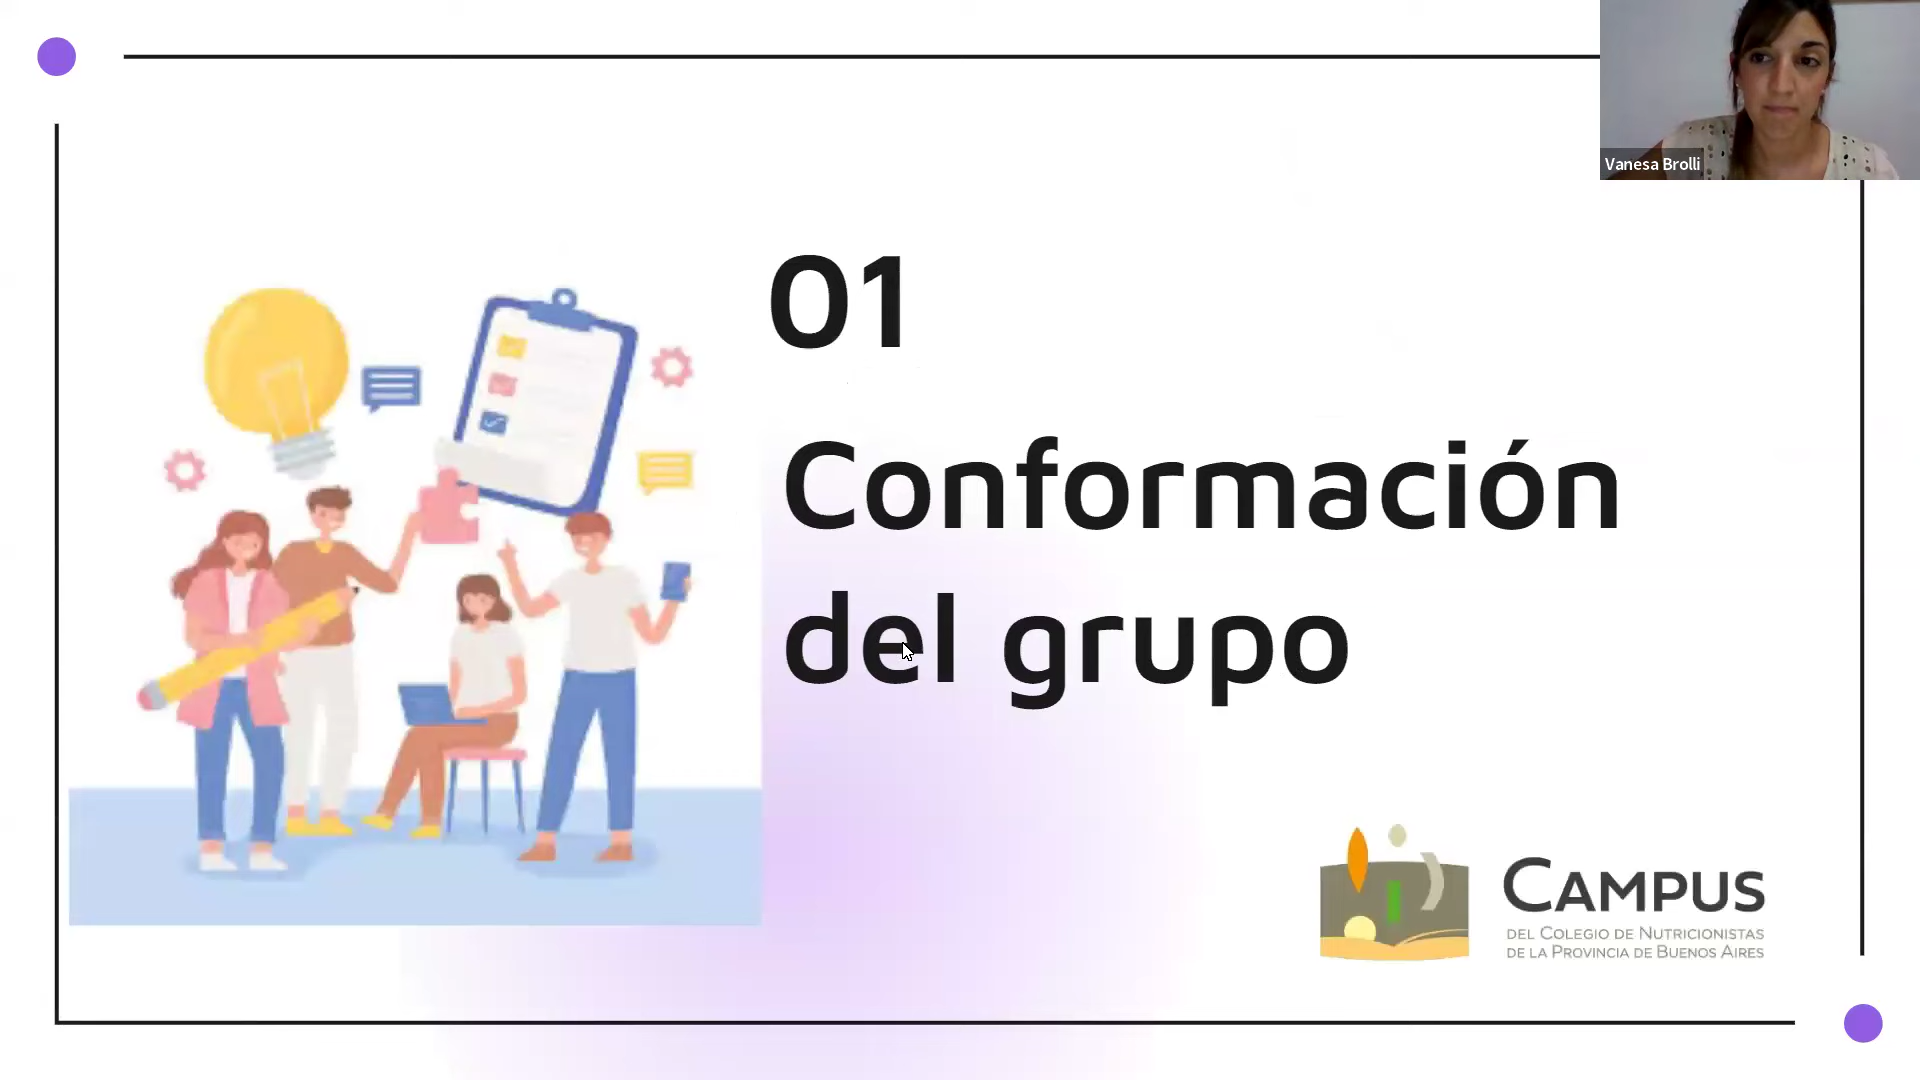 Vanesa Brolli
01
Conformación
del grupo
CAMPUS
DEL COLEGIO DE NUTRICIONISTAS
DE LA PROVINCIA DE BUENOS AIRES